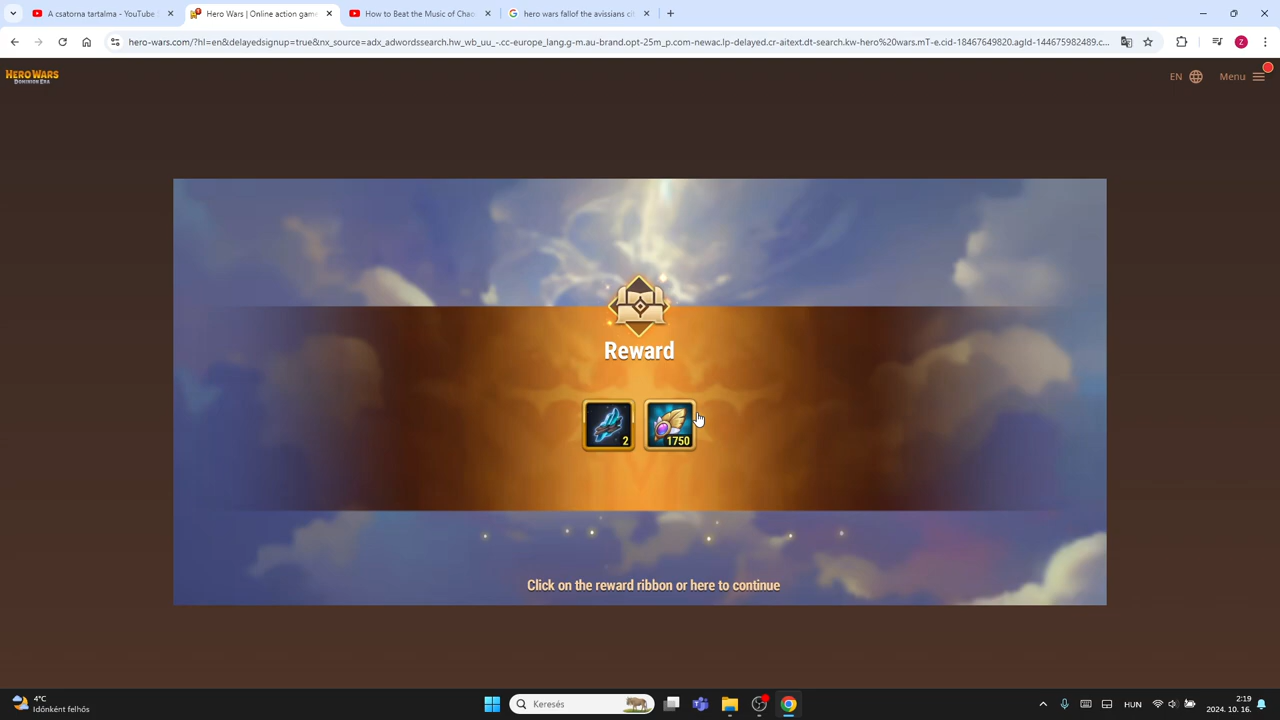 A csatorna tartalma - YouTube
Hero Wars | Online action game
How to Beat the Music of Chao
hero wars fallof the avissians cit
hero-wars.com/?hl=en&delayedsignup=true&nx_source=adx_adwordssearch.hw_wb_uu_-.cc-europe_lang.g-m.au-brand.opt-25m_p.com-newac.lp-delayed.cr-aitext.dt-search.kw-hero%20wars.mT-e.cid-18467649820.agId-144675982489.c...
Z
HERO WARS
DOMINION ERA
EN
Menu
Reward
2
1750
Click on the reward ribbon or here to continue
4°C
Időnként felhős
Keresés
HUN
2:19
2024. 10. 16.